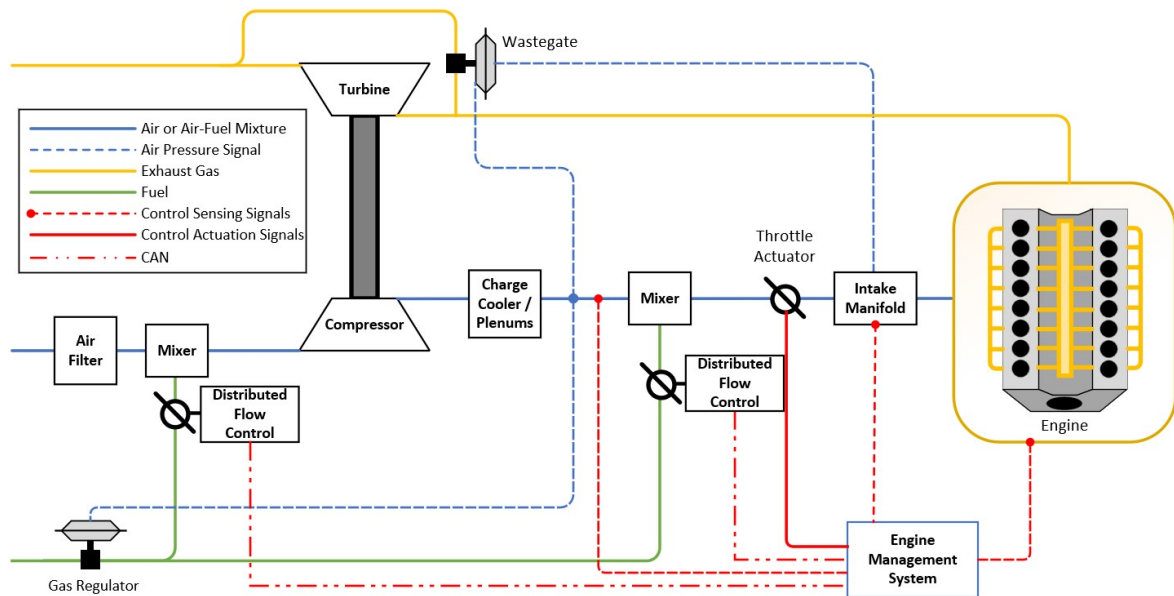 Wastegate
Turbine
Air or Air-Fuel Mixture
Air Pressure Signal
Exhaust Gas
Fuel
Control Sensing Signals
Control Actuation Signals
CAN
Throttle
Actuator
Charge
Cooler /
Plenums
Mixer
Intake
Manifold
Compressor
Air
Filter
Mixer
Distributed
Flow
Control
Distributed
Flow
Control
Engine
Gas Regulator
Engine
Management
System